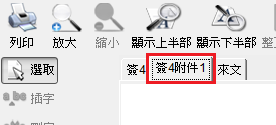 列印 放大 縮小 顯示上半部 顯示下半部 整
選取 簽4 簽4附件1 來文
插字